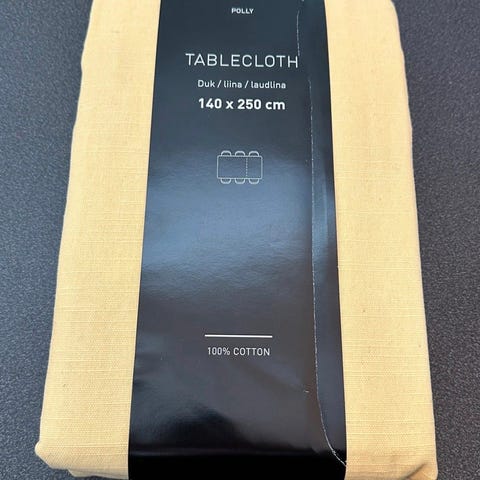 POLLY
TABLECLOTH
Duk / liina / laudlina
140 x 250 cm
100% COTTON